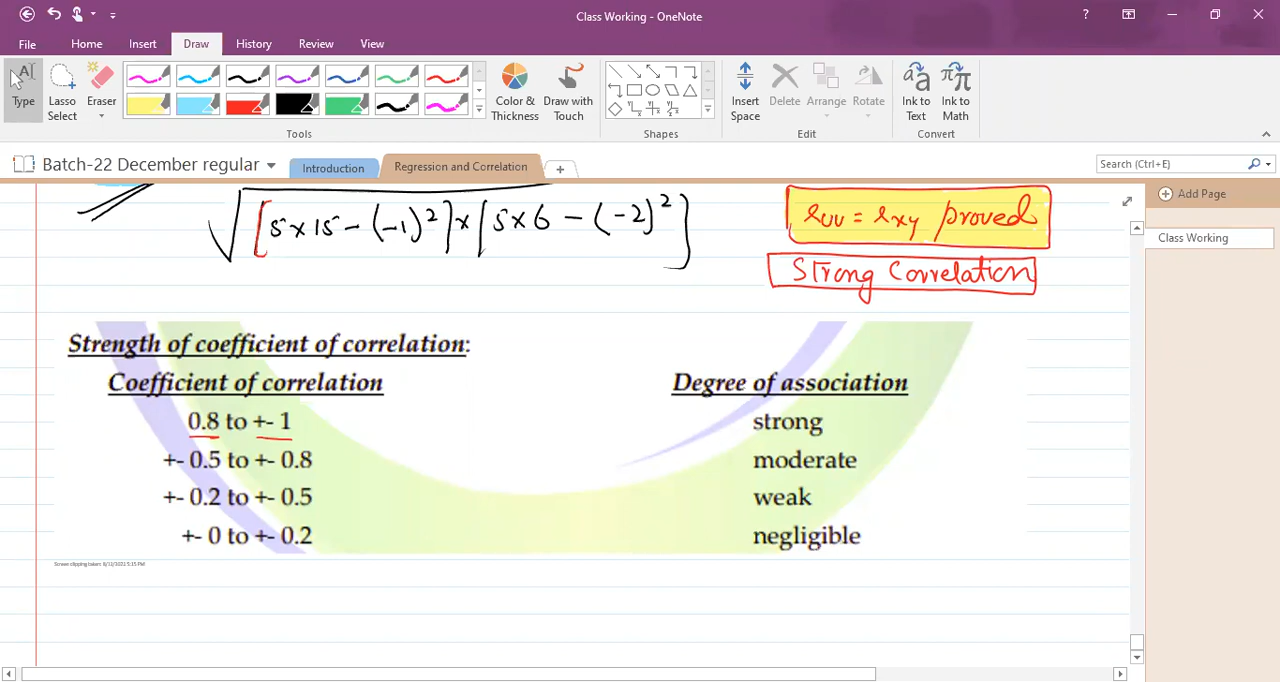 Class Working - OneNote
?
File Home Insert Draw History Review View
Type
Lasso Select
Eraser
Color & Thickness
Draw with Touch
Insert Space
Delete
Arrange
Rotate
Ink to Text
Ink to Math
Tools
Shapes
Edit
Convert
Batch-22 December regular
Introduction
Regression and Correlation
Search (Ctrl+E)
Add Page
Class Working
√[5×15-(-1)²]×[5×6-(-2)²]
ruv = rxy proved
Strong Correlation
Strength of coefficient of correlation:
Coefficient of correlation Degree of association
0.8 to +- 1 strong
+- 0.5 to +- 0.8 moderate
+- 0.2 to +- 0.5 weak
+- 0 to +- 0.2 negligible